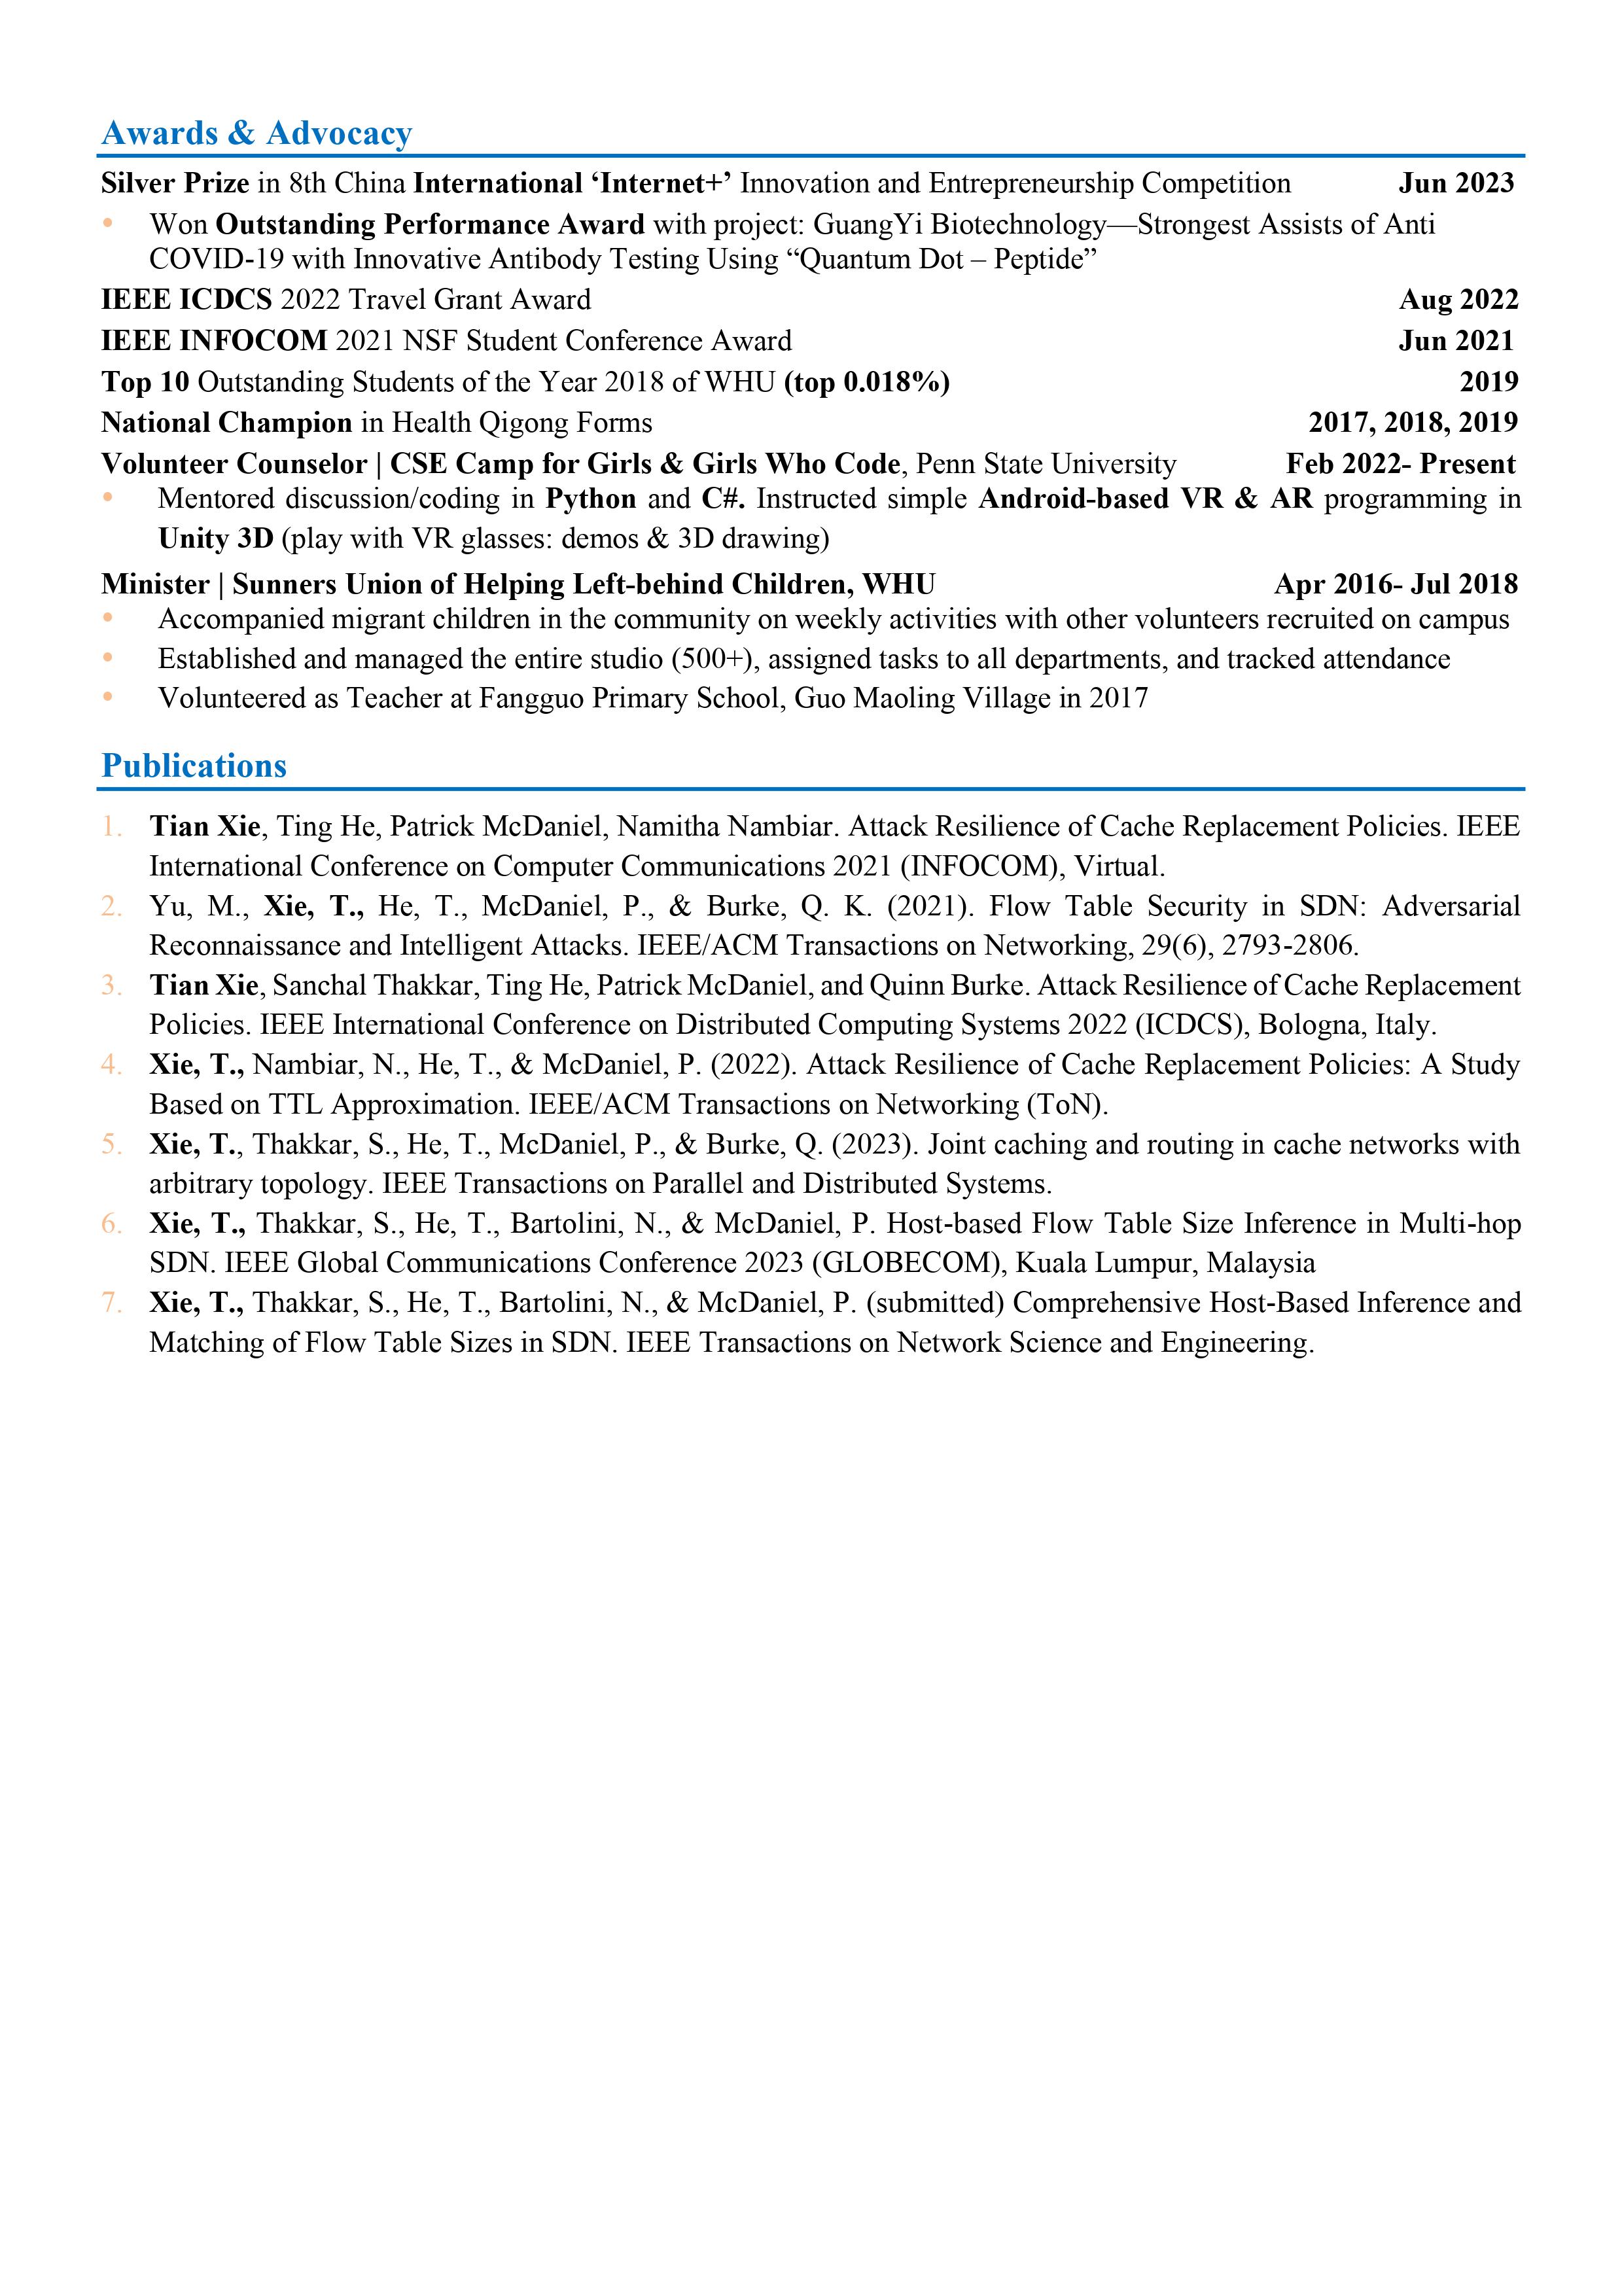 Awards & Advocacy
Silver Prize in 8th China International ‘Internet+’ Innovation and Entrepreneurship Competition Jun 2023
• Won Outstanding Performance Award with project: GuangYi Biotechnology—Strongest Assists of Anti
COVID-19 with Innovative Antibody Testing Using “Quantum Dot – Peptide”
IEEE ICDCS 2022 Travel Grant Award Aug 2022
IEEE INFOCOM 2021 NSF Student Conference Award Jun 2021
Top 10 Outstanding Students of the Year 2018 of WHU (top 0.018%) 2019
National Champion in Health Qigong Forms 2017, 2018, 2019
Volunteer Counselor | CSE Camp for Girls & Girls Who Code, Penn State University Feb 2022- Present
• Mentored discussion/coding in Python and C#. Instructed simple Android-based VR & AR programming in
Unity 3D (play with VR glasses: demos & 3D drawing)
Minister | Sunners Union of Helping Left-behind Children, WHU Apr 2016- Jul 2018
• Accompanied migrant children in the community on weekly activities with other volunteers recruited on campus
• Established and managed the entire studio (500+), assigned tasks to all departments, and tracked attendance
• Volunteered as Teacher at Fangguo Primary School, Guo Maoling Village in 2017
Publications
1. Tian Xie, Ting He, Patrick McDaniel, Namitha Nambiar. Attack Resilience of Cache Replacement Policies. IEEE
International Conference on Computer Communications 2021 (INFOCOM), Virtual.
2. Yu, M., Xie, T., He, T., McDaniel, P., & Burke, Q. K. (2021). Flow Table Security in SDN: Adversarial
Reconnaissance and Intelligent Attacks. IEEE/ACM Transactions on Networking, 29(6), 2793-2806.
3. Tian Xie, Sanchal Thakkar, Ting He, Patrick McDaniel, and Quinn Burke. Attack Resilience of Cache Replacement
Policies. IEEE International Conference on Distributed Computing Systems 2022 (ICDCS), Bologna, Italy.
4. Xie, T., Nambiar, N., He, T., & McDaniel, P. (2022). Attack Resilience of Cache Replacement Policies: A Study
Based on TTL Approximation. IEEE/ACM Transactions on Networking (ToN).
5. Xie, T., Thakkar, S., He, T., McDaniel, P., & Burke, Q. (2023). Joint caching and routing in cache networks with
arbitrary topology. IEEE Transactions on Parallel and Distributed Systems.
6. Xie, T., Thakkar, S., He, T., Bartolini, N., & McDaniel, P. Host-based Flow Table Size Inference in Multi-hop
SDN. IEEE Global Communications Conference 2023 (GLOBECOM), Kuala Lumpur, Malaysia
7. Xie, T., Thakkar, S., He, T., Bartolini, N., & McDaniel, P. (submitted) Comprehensive Host-Based Inference and
Matching of Flow Table Sizes in SDN. IEEE Transactions on Network Science and Engineering.